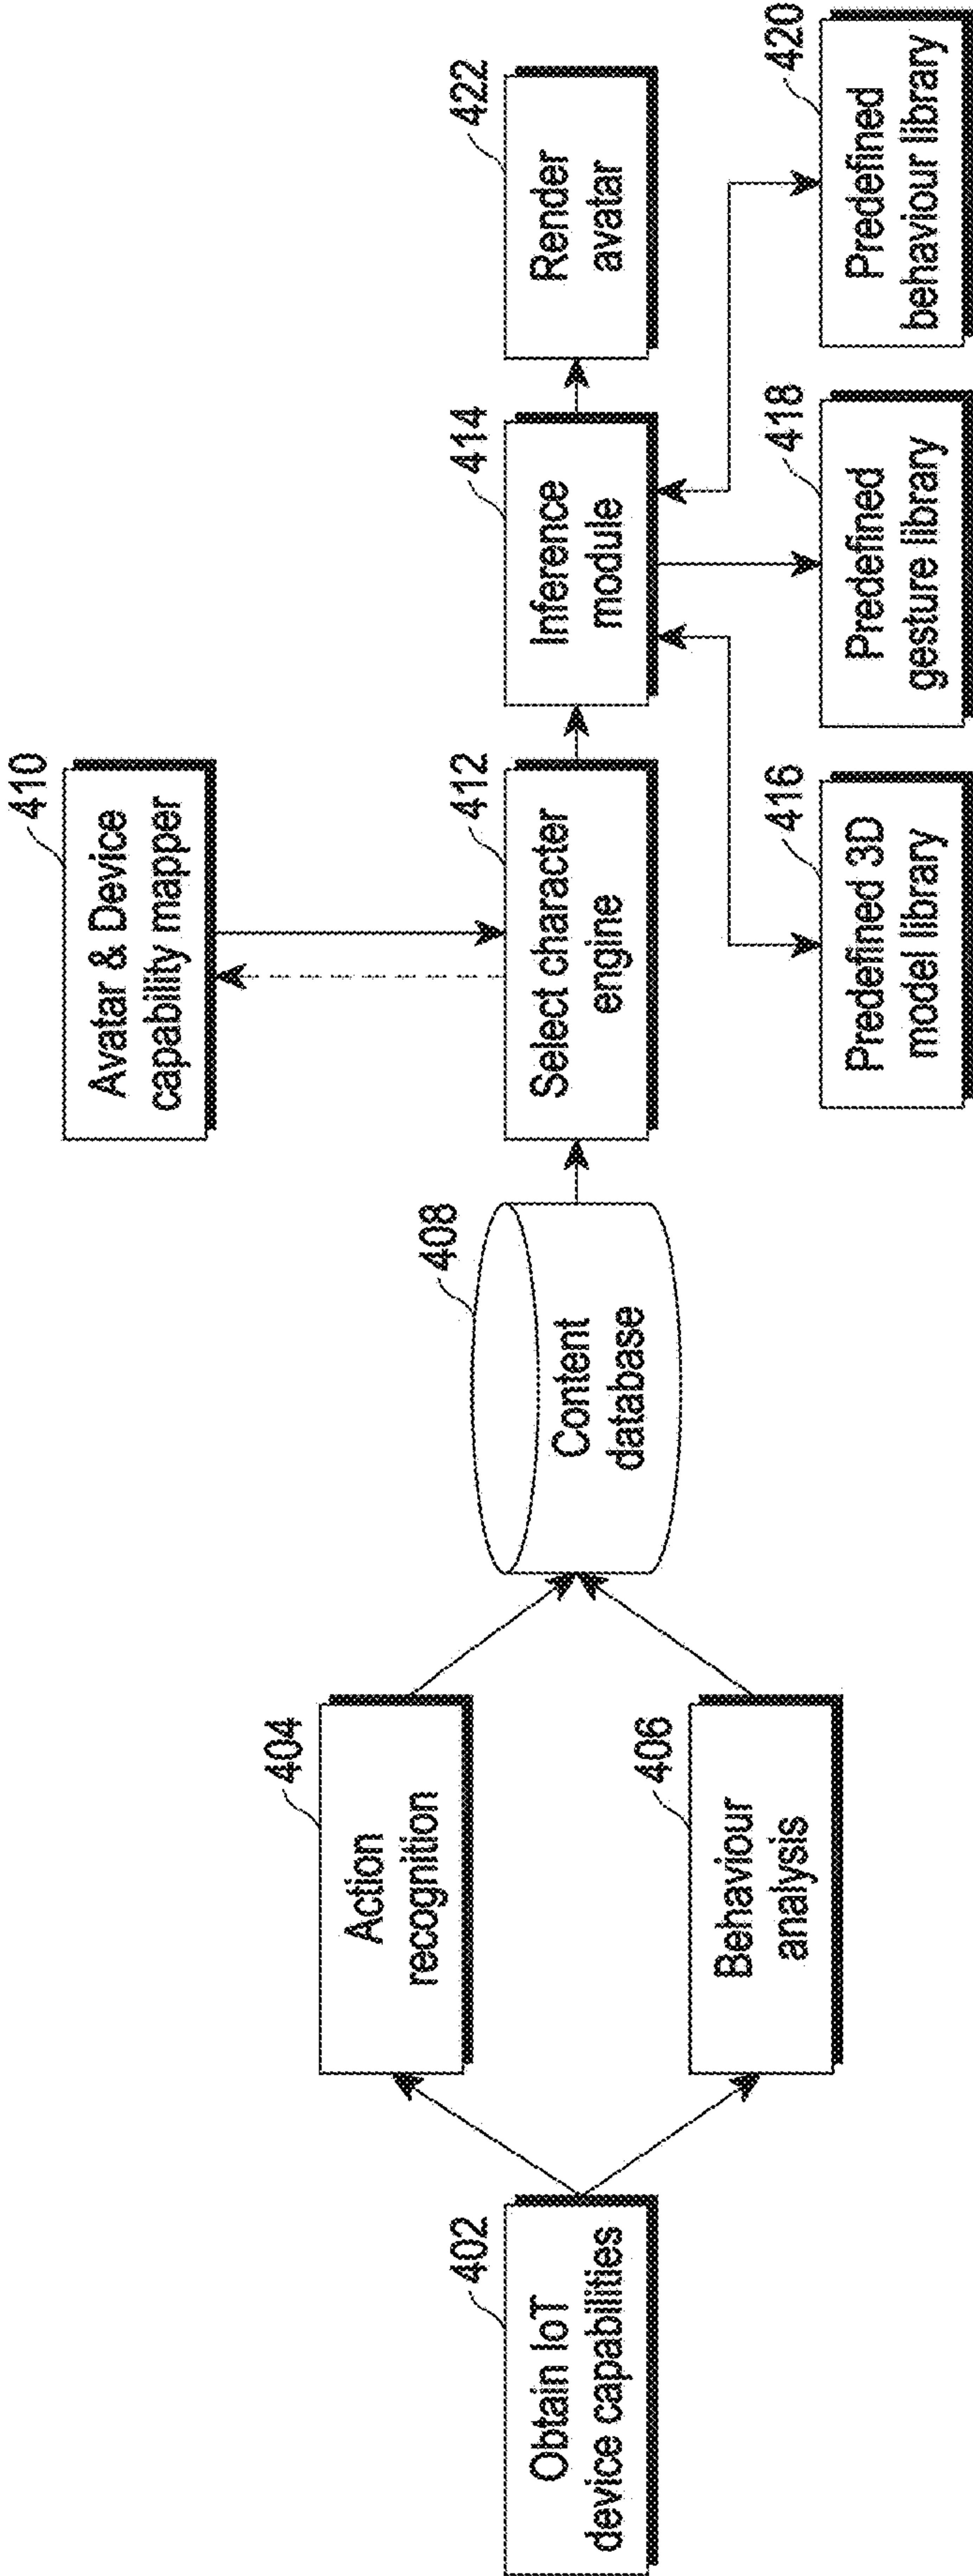 402
Obtain IoT
device capabilities
404
Action
recognition
406
Behaviour
analysis
408
Content
database
410
Avatar & Device
capability mapper
412
Select character
engine
414
Inference
module
422
Render
avatar
416
Predefined 3D
model library
418
Predefined
gesture library
420
Predefined
behaviour library